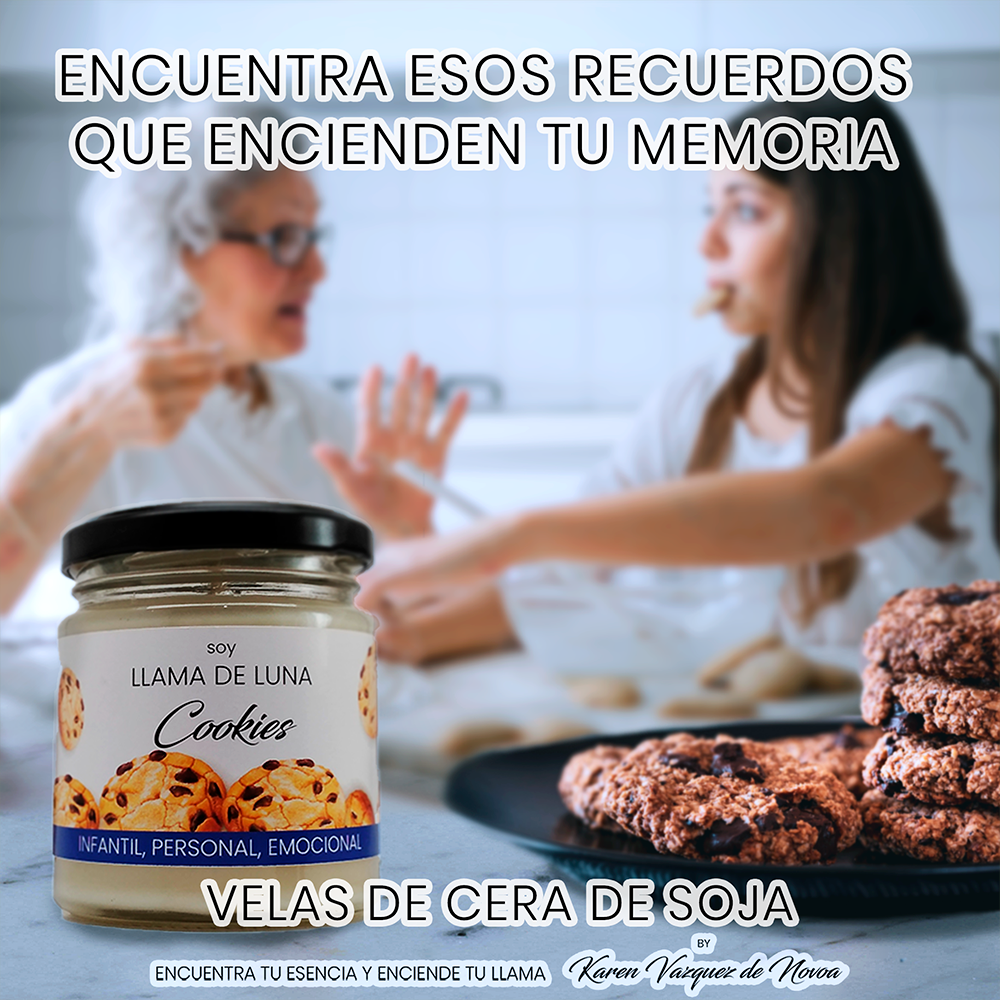 ENCUENTRA ESOS RECUERDOS
QUE ENCIENDEN TU MEMORIA
soy
LLAMA DE LUNA
Cookies
INFANTIL, PERSONAL, EMOCIONAL
VELAS DE CERA DE SOJA
BY
ENCUENTRA TU ESENCIA Y ENCIENDE TU LLAMA Karen Vazquez de Novoa